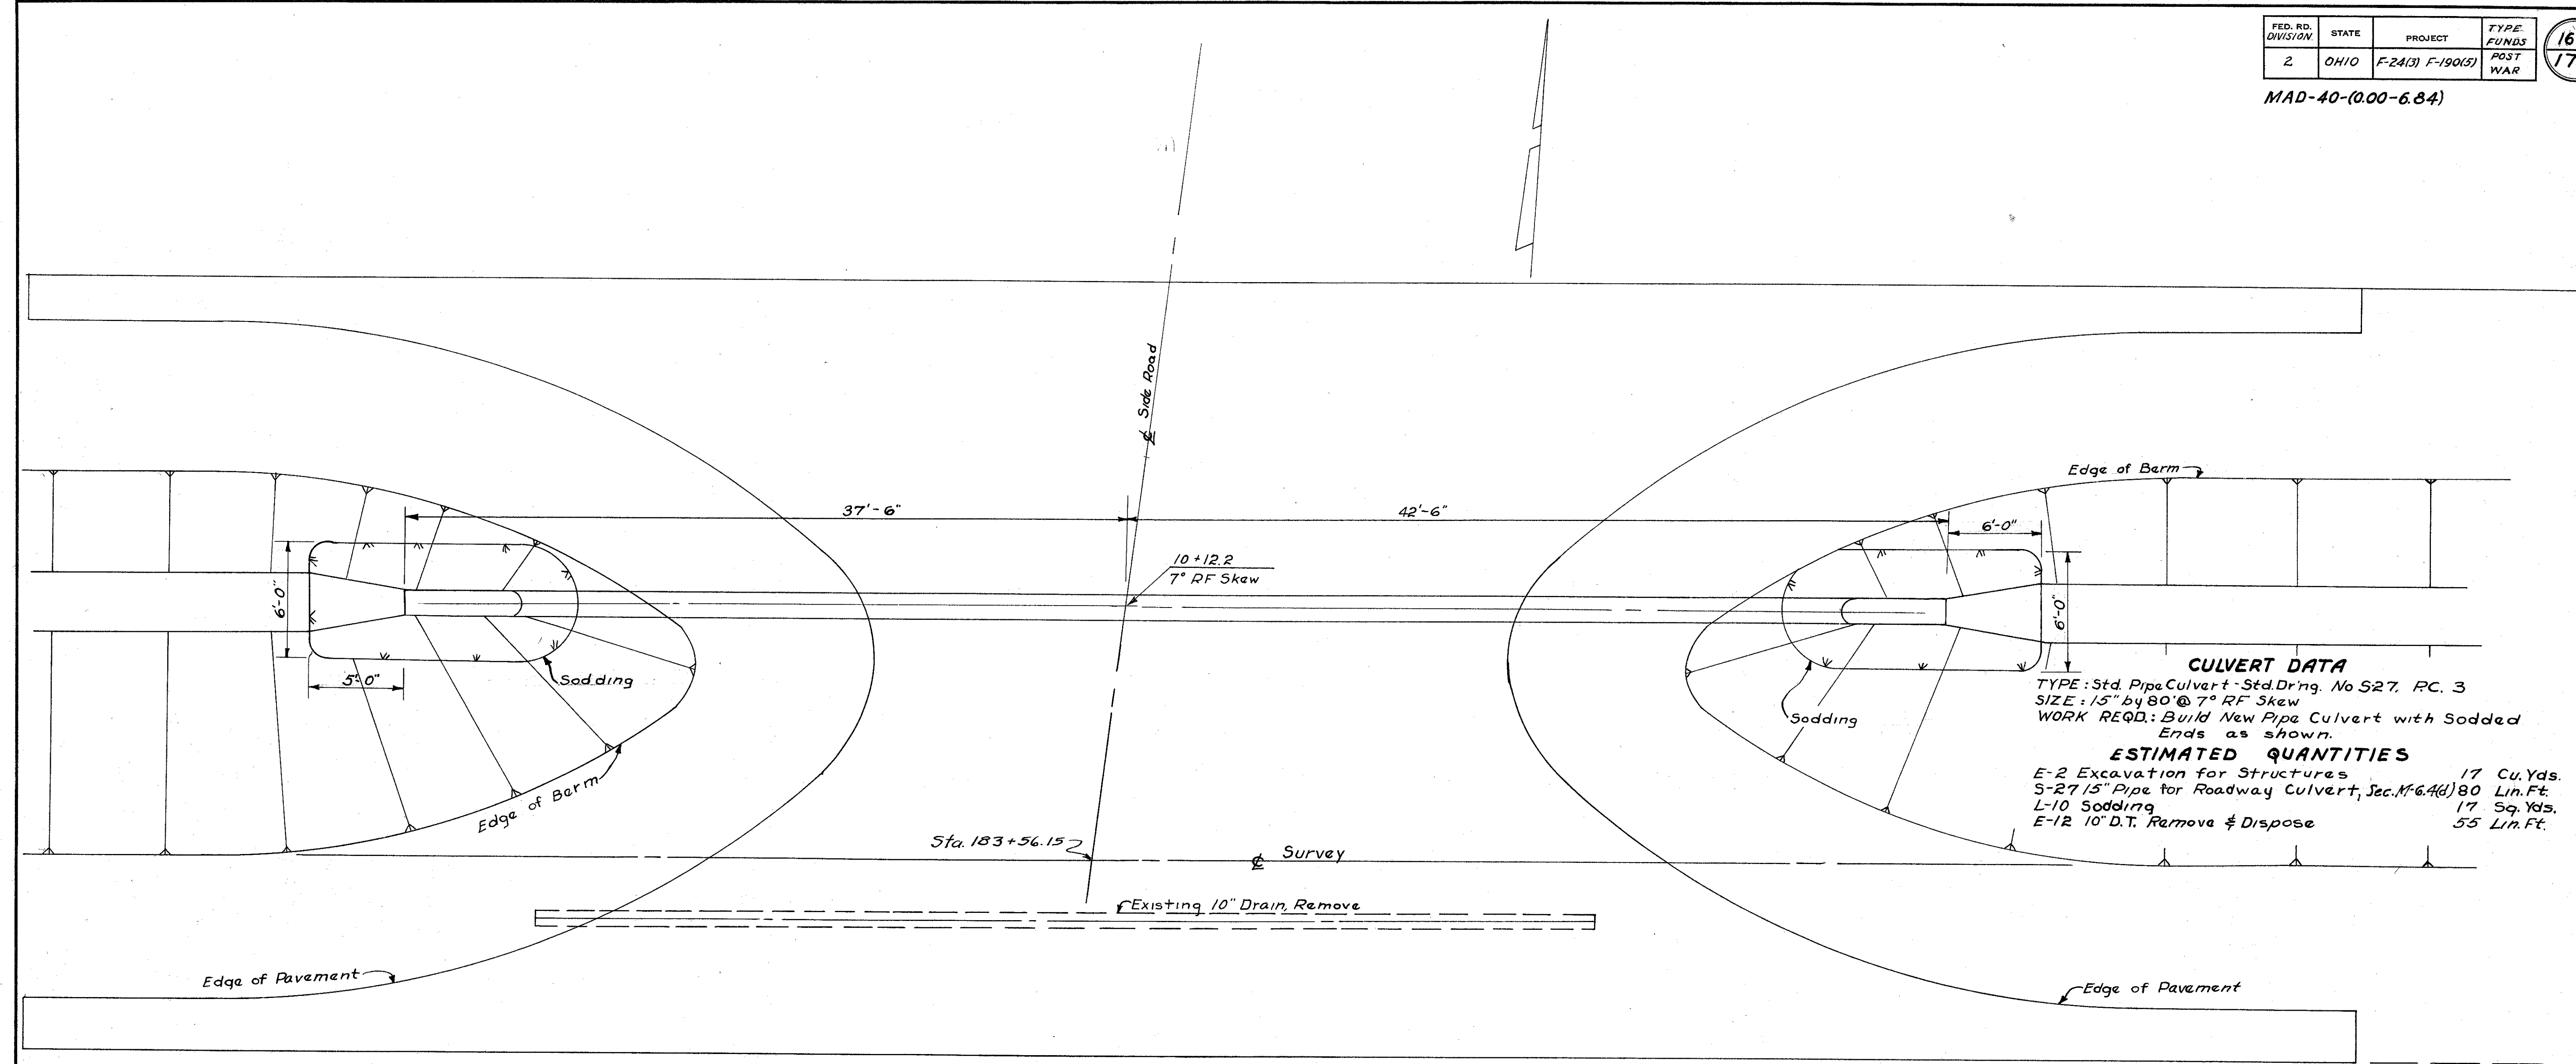 FED. RD. DIVISION. STATE PROJECT TYPE FUNDS
2 OHIO F-24(3) F-190(5) POST WAR
16
17
MAD-40-(0.00-6.84)
℄ Side Road
Edge of Berm
37'-6" 42'-6"
6'-0"
10+12.2
7° RF Skew
6'-0"
6'-0"
5'-0"
Sodding
Sodding
CULVERT DATA
TYPE: Std. Pipe Culvert - Std. Dr'ng. No S-27, P.C. 3
SIZE: 15" by 80' @ 7° RF Skew
WORK REQD.: Build New Pipe Culvert with Sodded
Ends as shown.
ESTIMATED QUANTITIES
E-2 Excavation for Structures 17 Cu. Yds.
S-27 15" Pipe for Roadway Culvert, Sec. M-6.4(d) 80 Lin. Ft.
L-10 Sodding 17 Sq. Yds.
E-12 10" D.T. Remove & Dispose 55 Lin. Ft.
Edge of Berm
Sta. 183+56.15
℄ Survey
Existing 10" Drain, Remove
Edge of Pavement
Edge of Pavement